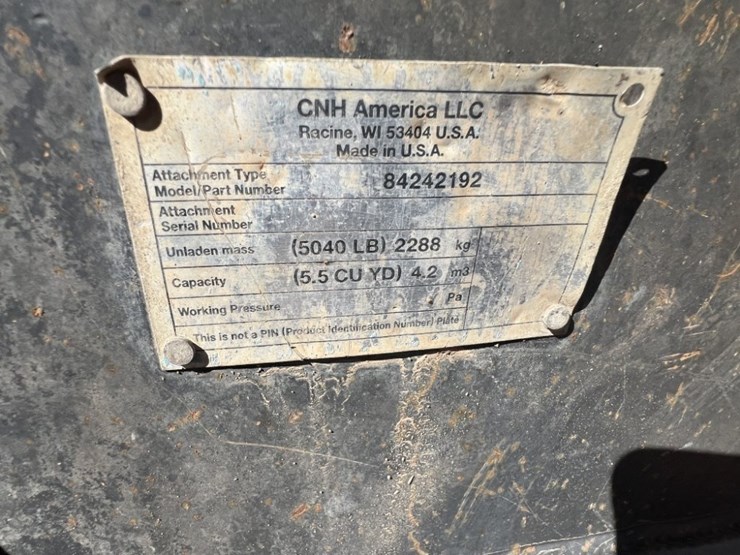 CNH America LLC
Racine, WI 53404 U.S.A.
Made in U.S.A.
Attachment Type
Model/Part Number 84242192
Attachment
Serial Number
Unladen mass (5040 LB) 2288 kg
Capacity (5.5 CU YD) 4.2 m3
Working Pressure Pa
This is not a PIN (Product Identification Number) Plate